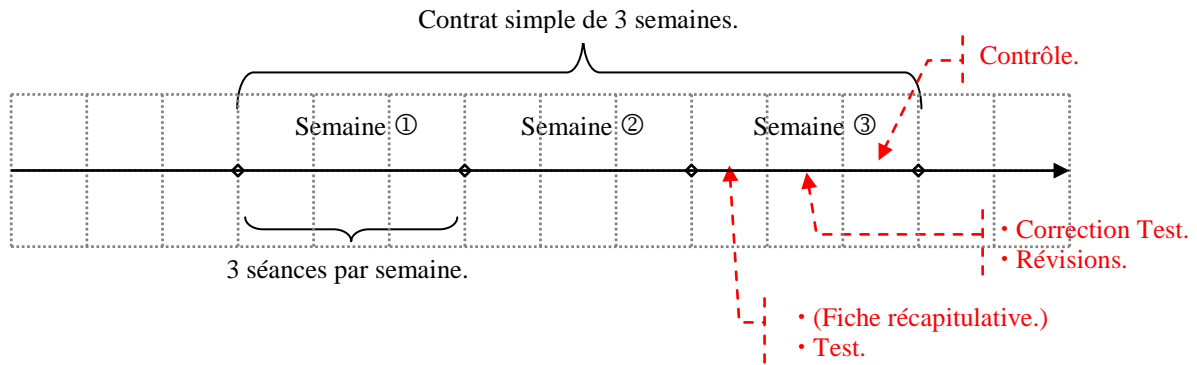 Contrat simple de 3 semaines.
Contrôle.
Semaine ① Semaine ② Semaine ③
• Correction Test.
• Révisions.
3 séances par semaine.
• (Fiche récapitulative.)
• Test.